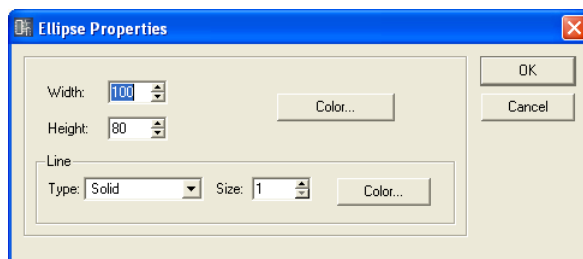 Ellipse Properties
OK
Width: 100
Color...
Cancel
Height: 80
Line
Type: Solid Size: 1 Color...